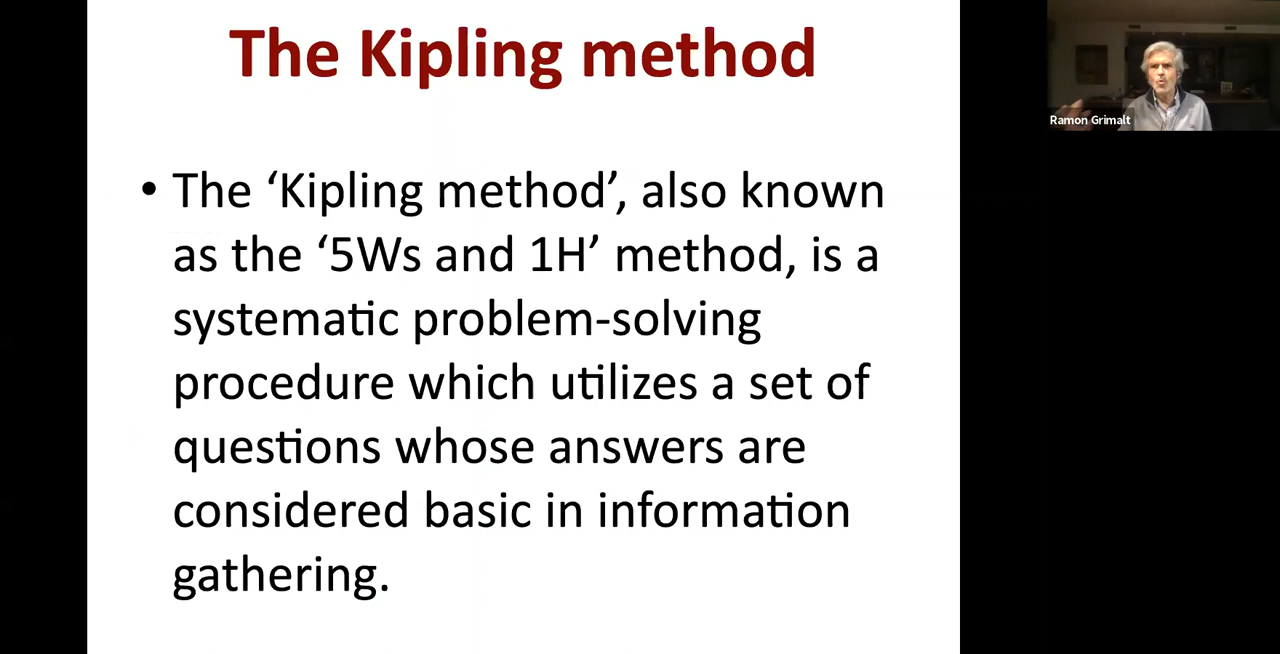 The Kipling method
• The ‘Kipling method’, also known
as the ‘5Ws and 1H’ method, is a
systematic problem-solving
procedure which utilizes a set of
questions whose answers are
considered basic in information
gathering.
Ramon Grimalt